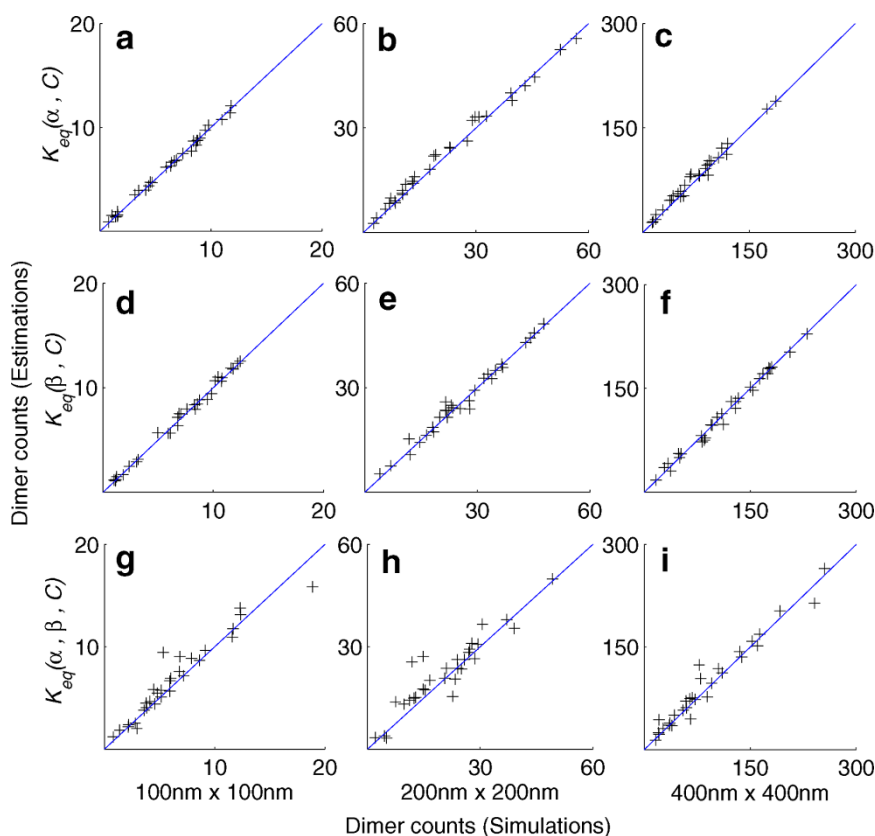 Dimer counts (Estimations)
Keq(α , C)
20
a
10
10
20
60
b
30
30
60
300
c
150
150
300
Keq(β , C)
20
d
10
10
20
60
e
30
30
60
300
f
150
150
300
Keq(α , β , C)
20
g
10
10
20
100nm x 100nm
60
h
30
30
60
200nm x 200nm
300
i
150
150
300
400nm x 400nm
Dimer counts (Simulations)